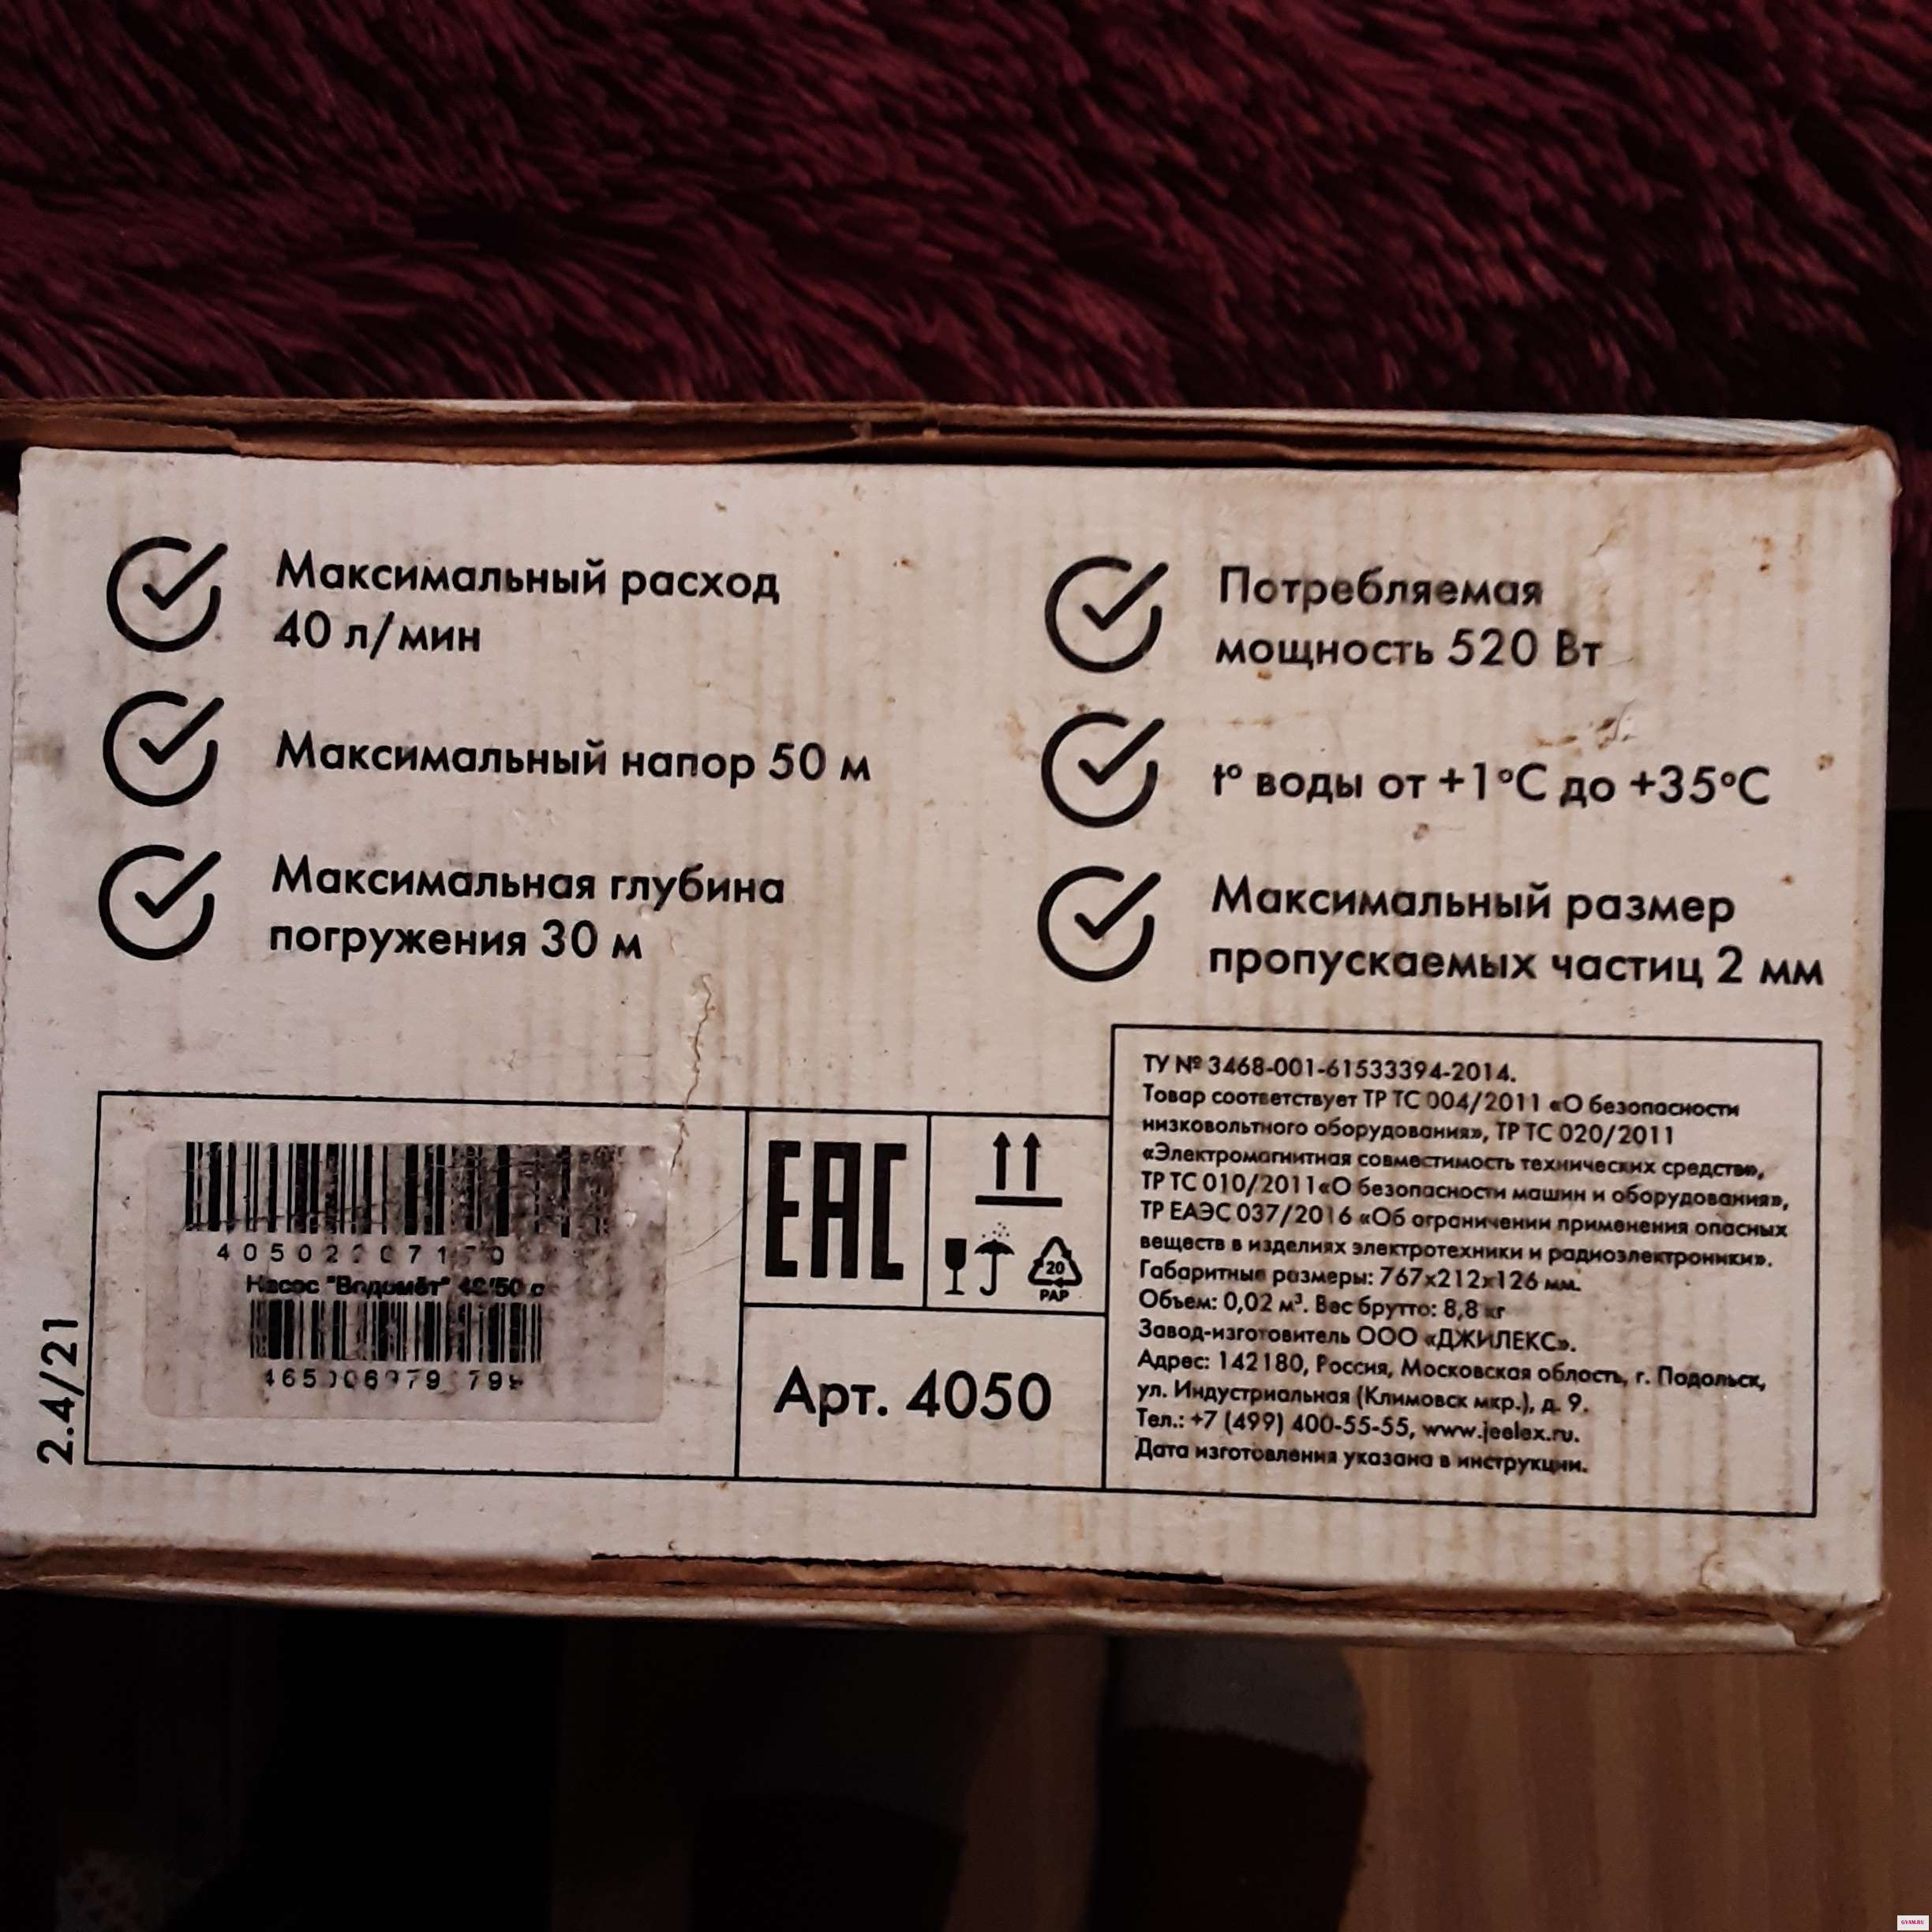 Максимальный расход
40 л/мин
Максимальный напор 50 м
Максимальная глубина
погружения 30 м
Потребляемая
мощность 520 Вт
t° воды от +1°C до +35°C
Максимальный размер
пропускаемых частиц 2 мм
Насос "Водомёт"
2.4/21
ЕАС
20
PAP
Арт. 4050
ТУ № 3468-001-61533394-2014.
Товар соответствует ТР ТС 004/2011 «О безопасности
низковольтного оборудования», ТР ТС 020/2011
«Электромагнитная совместимость технических средств»,
ТР ТС 010/2011«О безопасности машин и оборудования»,
ТР ЕАЭС 037/2016 «Об ограничении применения опасных
веществ в изделиях электротехники и радиоэлектроники».
Габаритные размеры: 767х212х126 мм.
Объем: 0,02 м³. Вес брутто: 8,8 кг
Завод-изготовитель ООО «ДЖИЛЕКС».
Адрес: 142180, Россия, Московская область, г. Подольск,
ул. Индустриальная (Климовск мкр.), д. 9.
Тел.: +7 (499) 400-55-55, www.jeelex.ru.
Дата изготовления указана в инструкции.